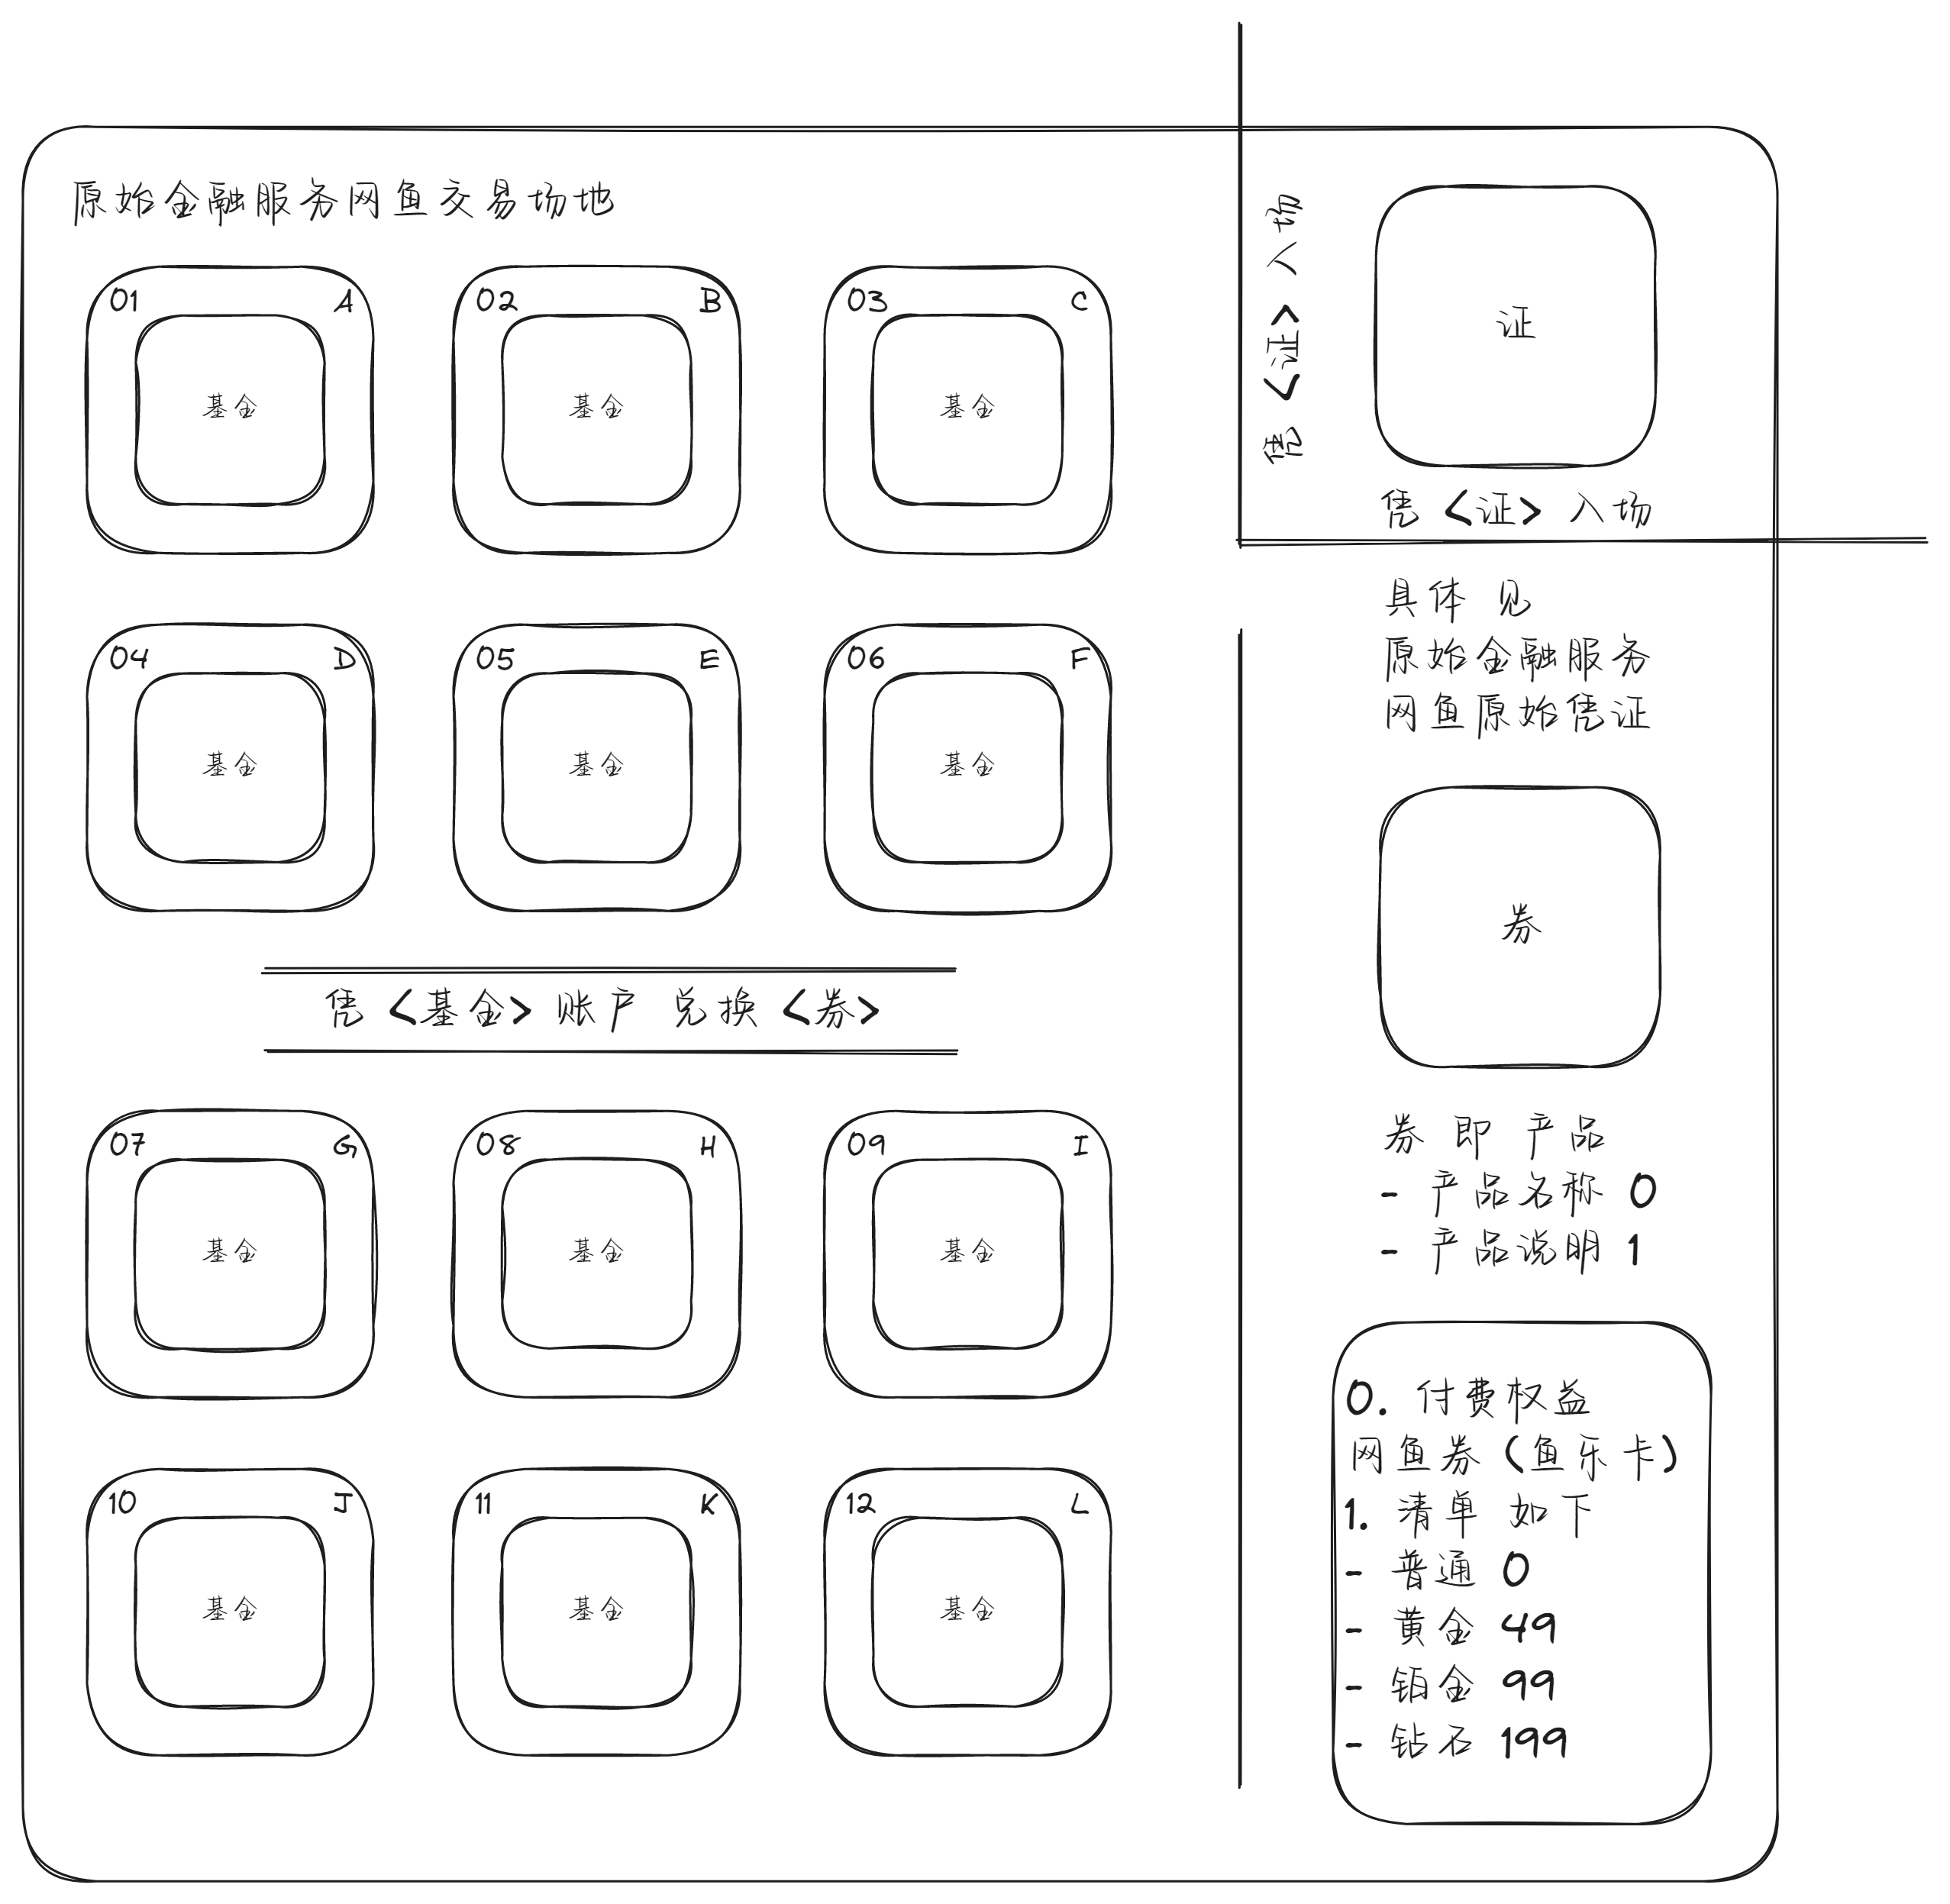 原始金融服务网鱼交易场地
01 A
基金
02 B
基金
03 C
基金
04 D
基金
05 E
基金
06 F
基金
凭 <基金> 账户 兑换 <券>
07 G
基金
08 H
基金
09 I
基金
10 J
基金
11 K
基金
12 L
基金
凭 <证> 入场
证
凭 <证> 入场
具体 见
原始金融服务
网鱼原始凭证
券
券 即 产品
- 产品名称 0
- 产品说明 1
0. 付费权益
网鱼券 (鱼乐卡)
1. 清单 如下
- 普通 0
- 黄金 49
- 铂金 99
- 钻石 199